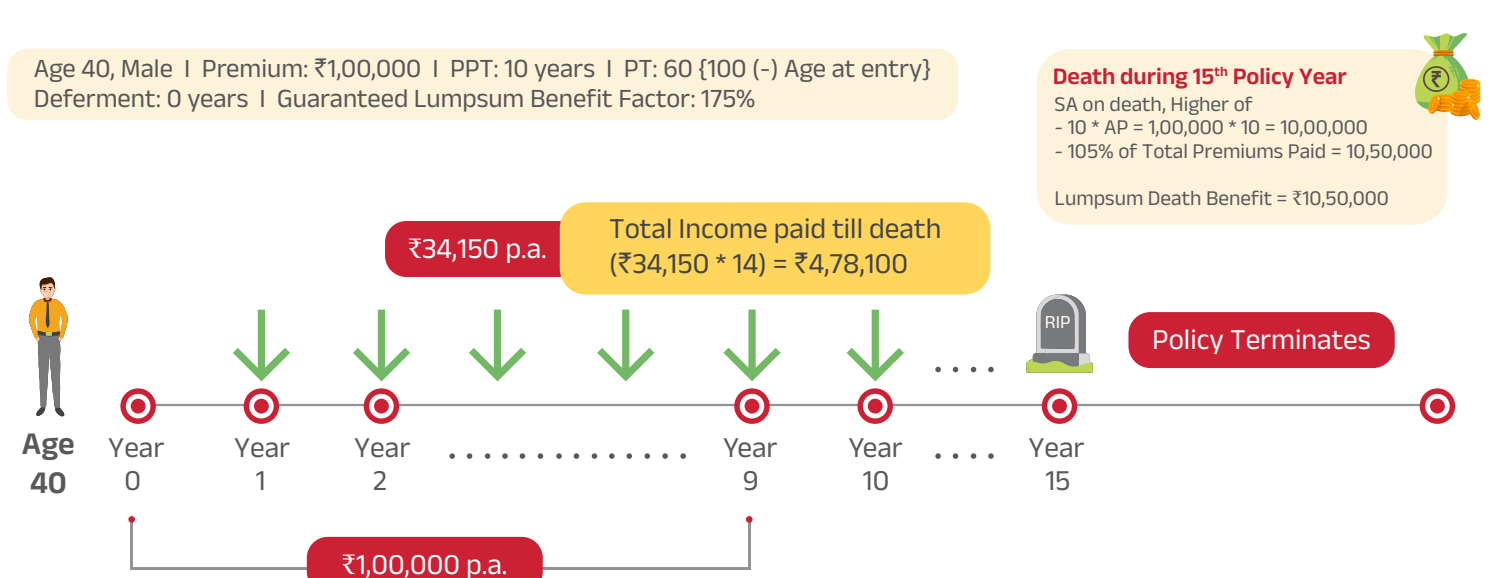 Age 40, Male I Premium: ₹1,00,000 I PPT: 10 years I PT: 60 {100 (-) Age at entry}
Deferment: 0 years I Guaranteed Lumpsum Benefit Factor: 175%
Death during 15th Policy Year
SA on death, Higher of
- 10 * AP = 1,00,000 * 10 = 10,00,000
- 105% of Total Premiums Paid = 10,50,000
Lumpsum Death Benefit = ₹10,50,000
₹
₹34,150 p.a.
Total Income paid till death
(₹34,150 * 14) = ₹4,78,100
RIP
Policy Terminates
Age
40
Year
0
Year
1
Year
2
..............
Year
9
Year
10
....
Year
15
₹1,00,000 p.a.